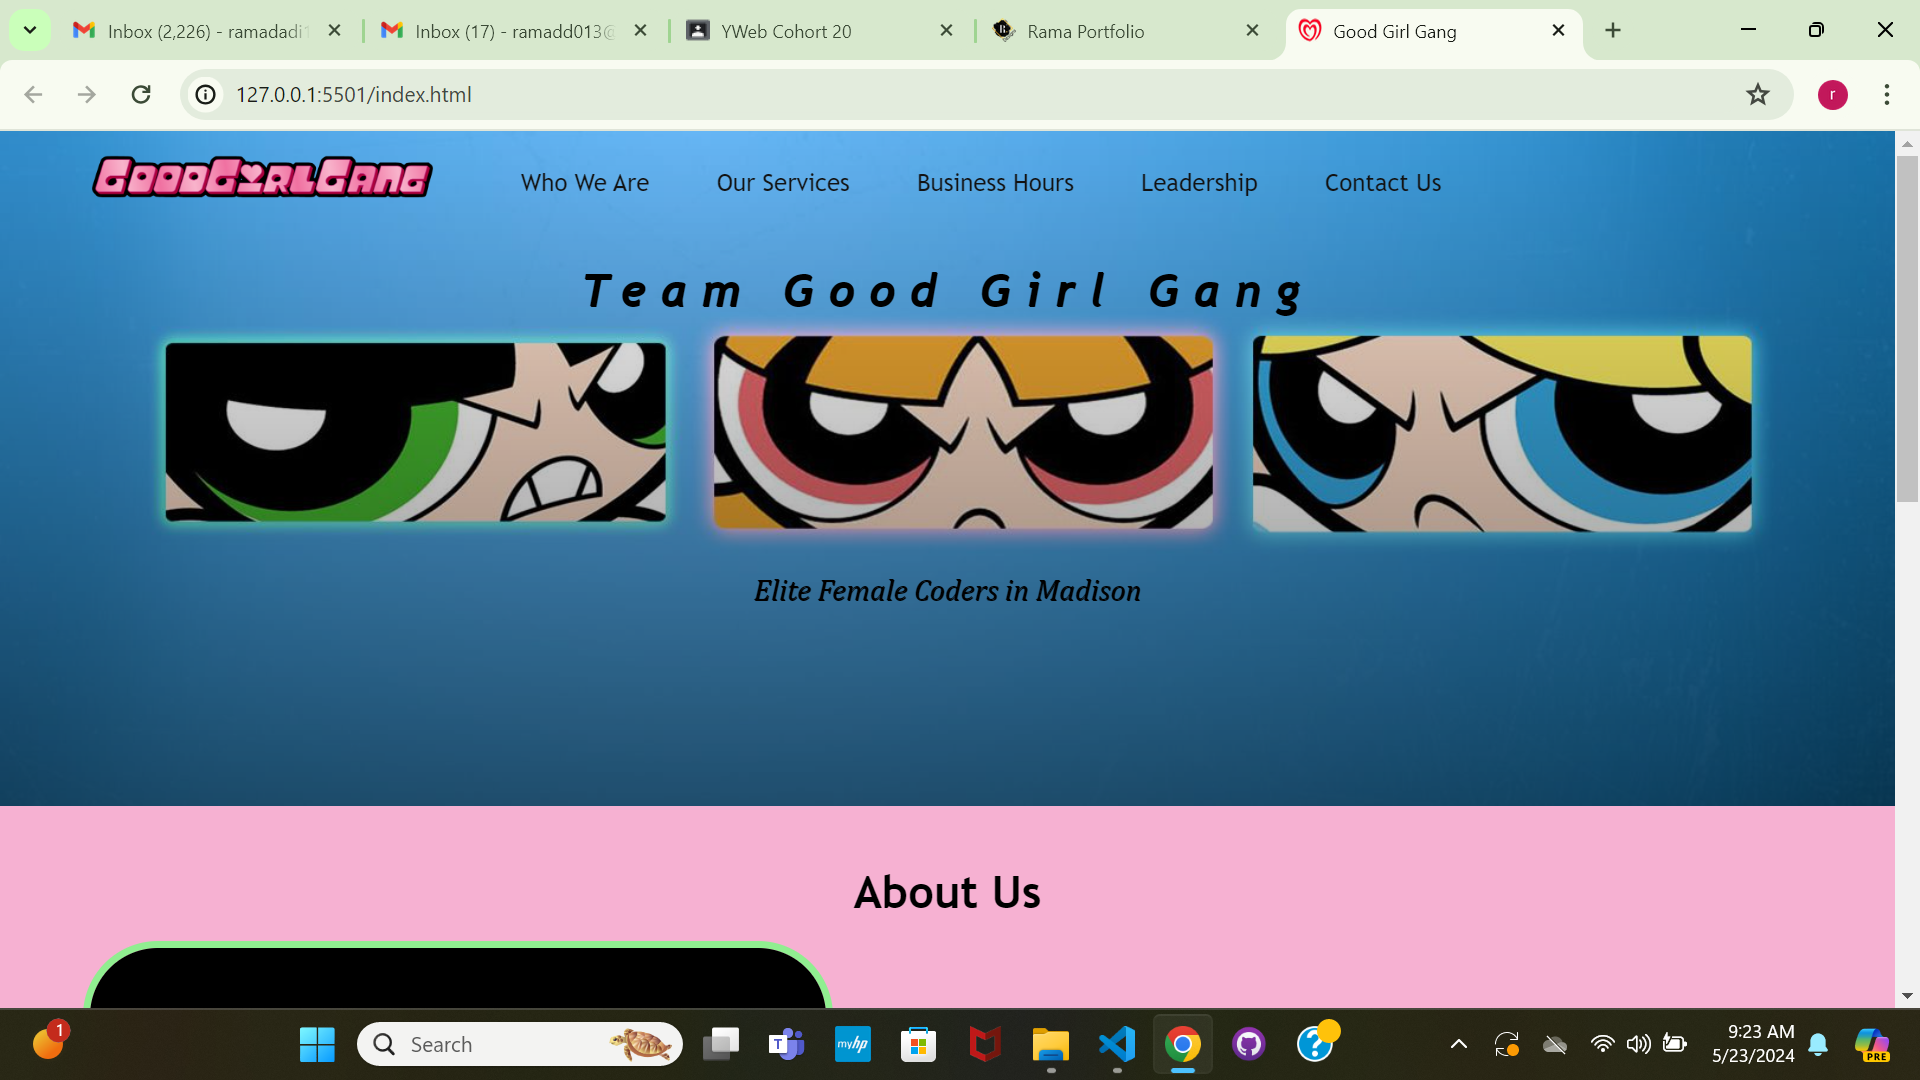 Inbox (2,226) - ramadadi
Inbox (17) - ramadd013@
YWeb Cohort 20
Rama Portfolio
Good Girl Gang
127.0.0.1:5501/index.html
r
GoodGirlGang
Who We Are
Our Services
Business Hours
Leadership
Contact Us
Team Good Girl Gang
Elite Female Coders in Madison
About Us
1
Search
T
myhp
?
9:23 AM
5/23/2024
PRE